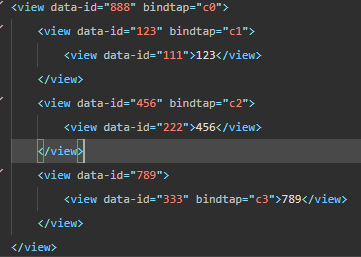 <view data-id="888" bindtap="c0">
<view data-id="123" bindtap="c1">
<view data-id="111">123</view>
</view>
<view data-id="456" bindtap="c2">
<view data-id="222">456</view>
</view>
<view data-id="789">
<view data-id="333" bindtap="c3">789</view>
</view>
</view>